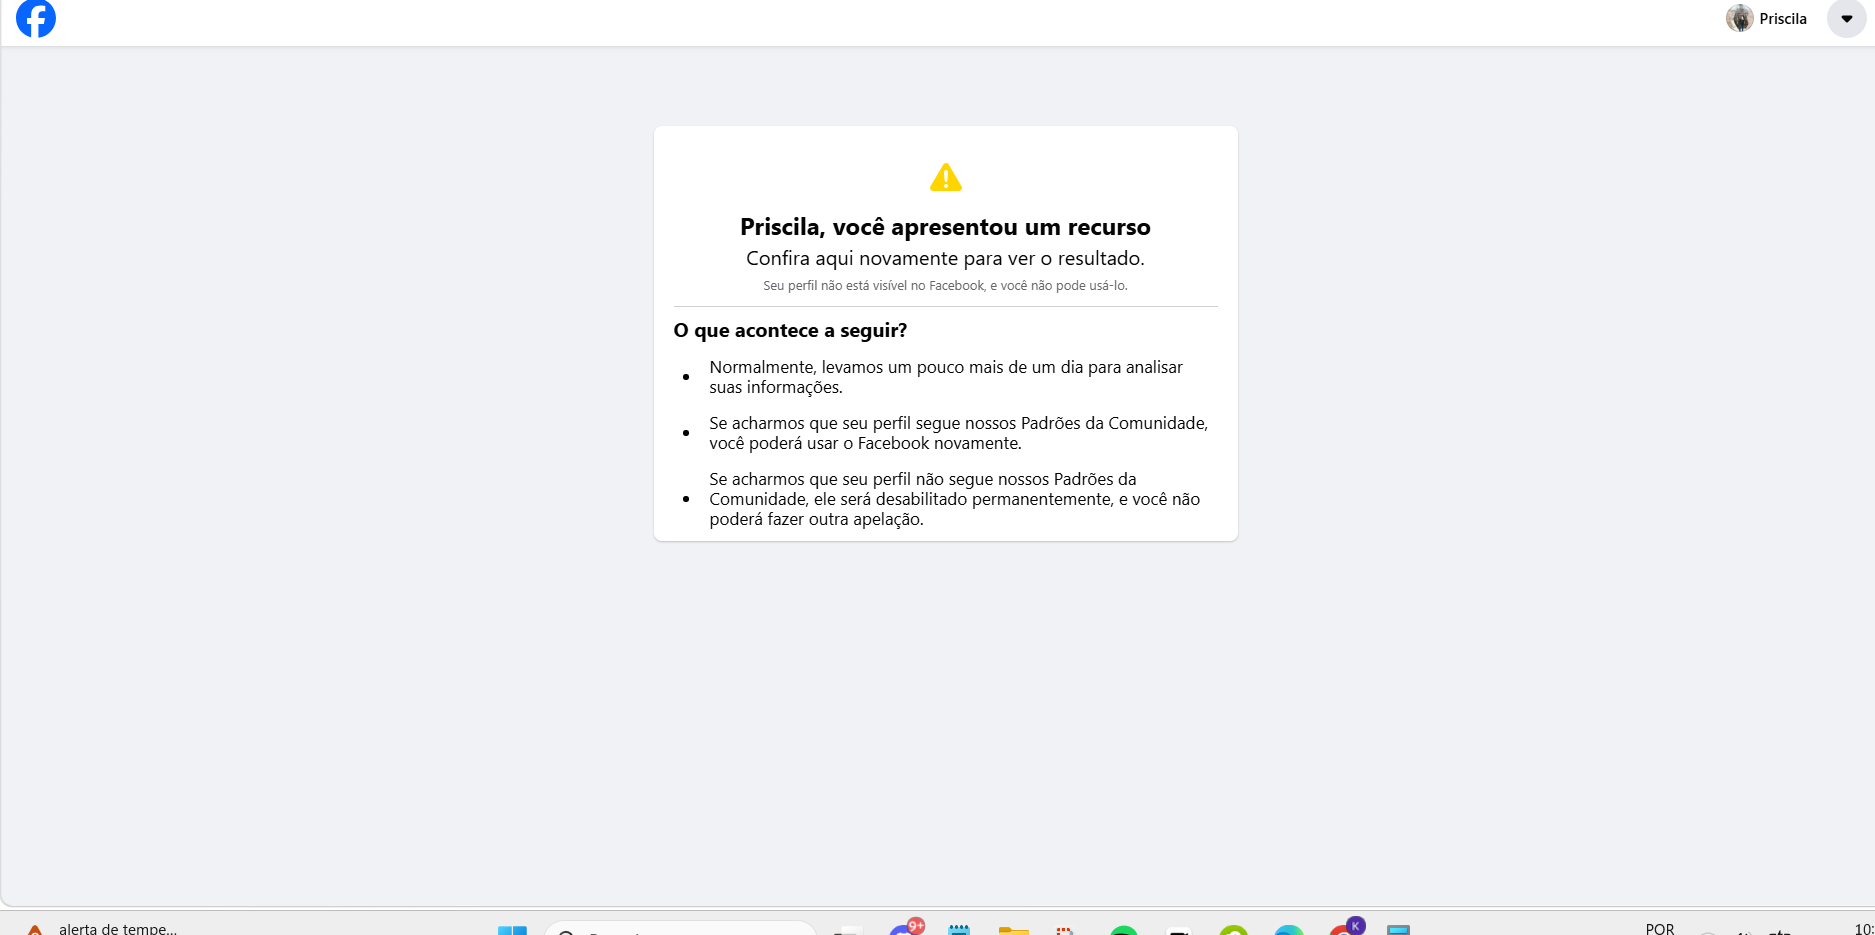 Priscila
Priscila, você apresentou um recurso
Confira aqui novamente para ver o resultado.
Seu perfil não está visível no Facebook, e você não pode usá-lo.
O que acontece a seguir?
Normalmente, levamos um pouco mais de um dia para analisar
suas informações.
Se acharmos que seu perfil segue nossos Padrões da Comunidade,
você poderá usar o Facebook novamente.
Se acharmos que seu perfil não segue nossos Padrões da
Comunidade, ele será desabilitado permanentemente, e você não
poderá fazer outra apelação.
alerta de tempe...
9+
K
POR